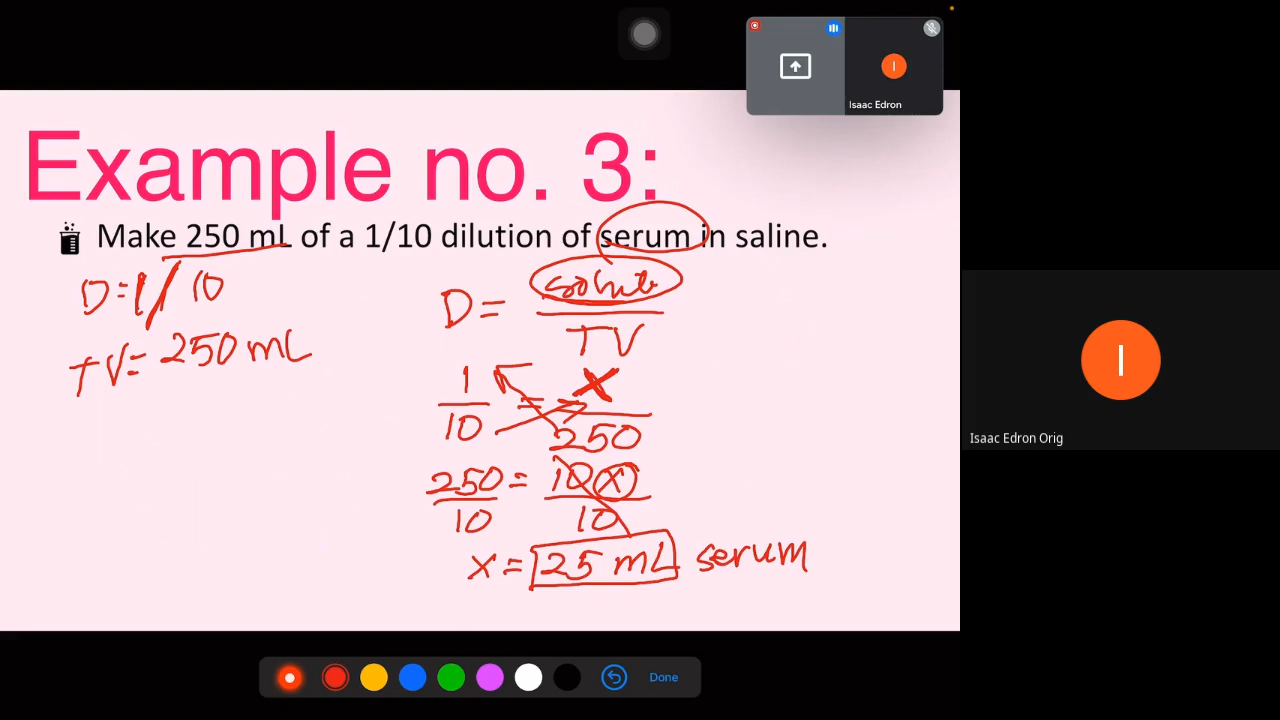 I
Isaac Edron
Example no. 3:
Make 250 mL of a 1/10 dilution of serum in saline.
D=1/10
TV= 250 mL
D= solute
TV
1 = x
10 250
250 = 10x
10 10
x = 25 mL serum
I
Isaac Edron Orig
Done